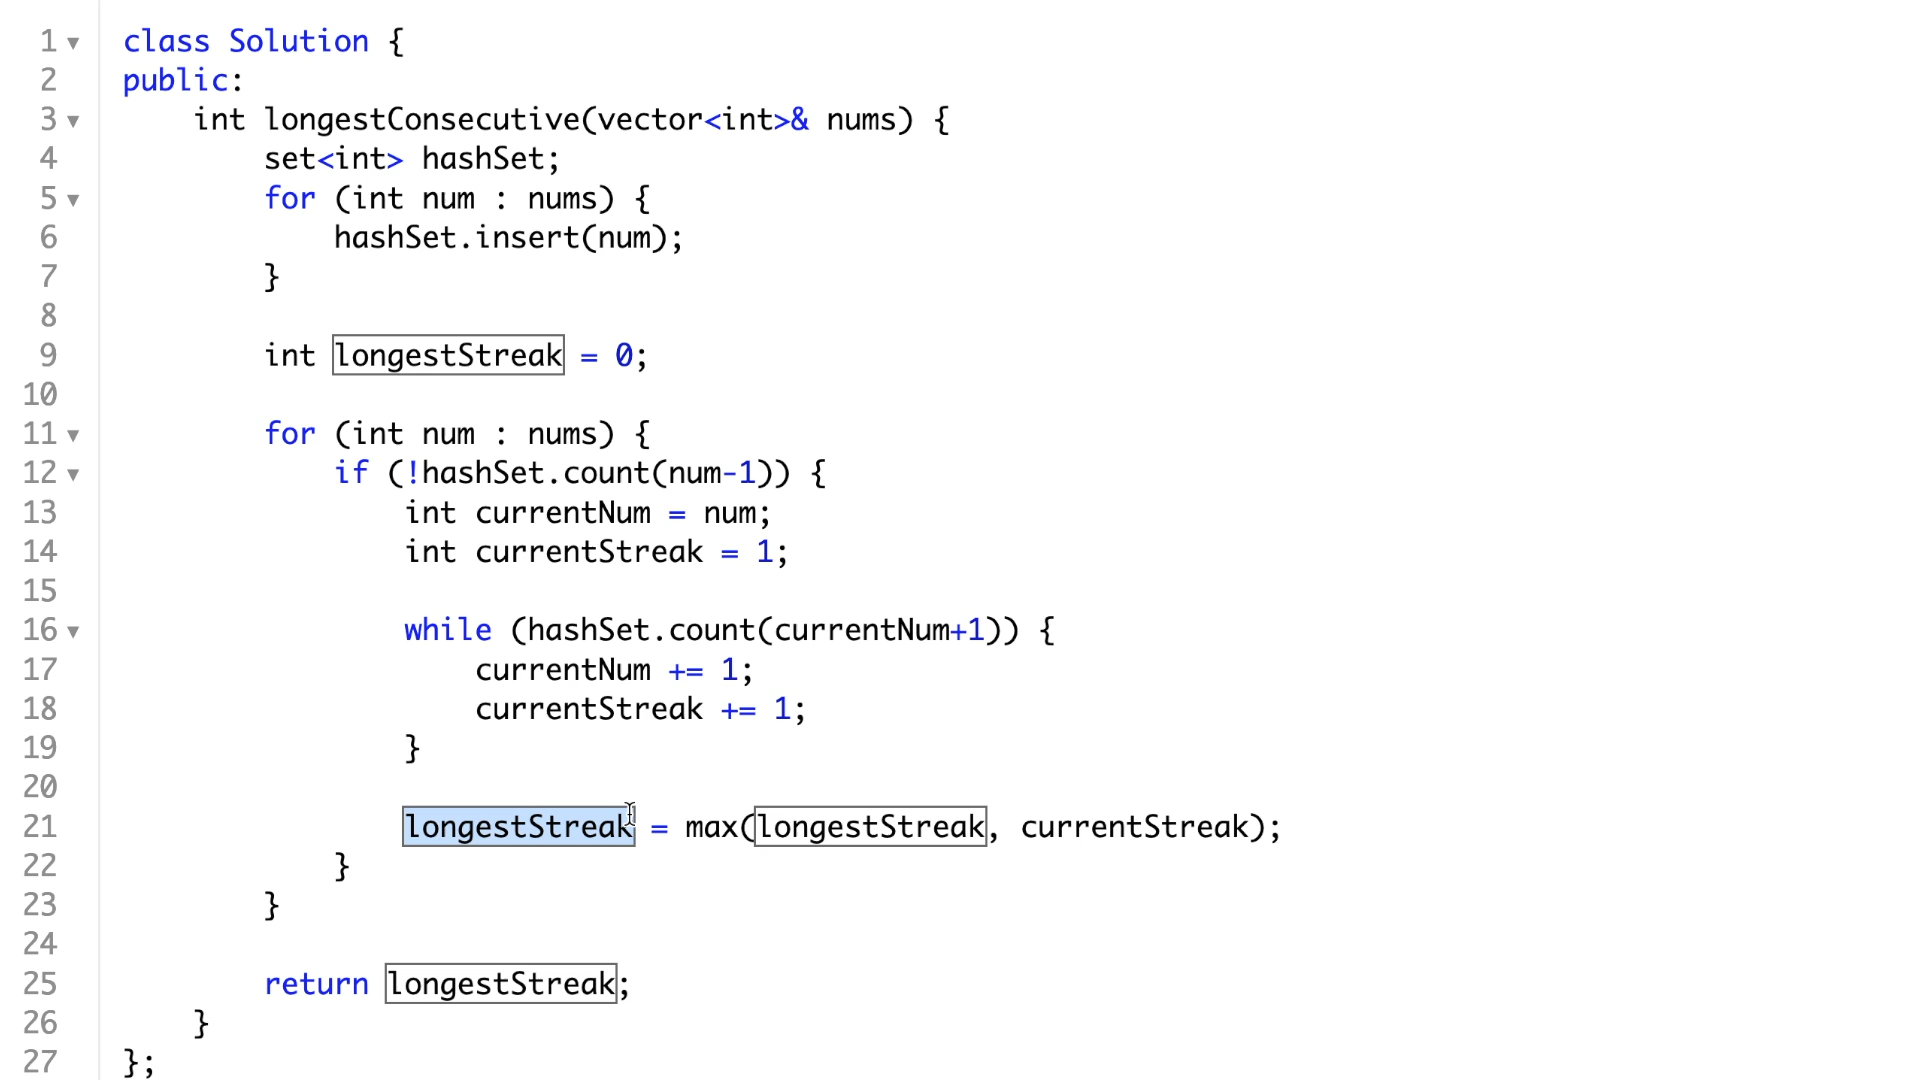 1 class Solution {
2 public:
3     int longestConsecutive(vector<int>& nums) {
4         set<int> hashSet;
5         for (int num : nums) {
6             hashSet.insert(num);
7         }
8
9         int longestStreak = 0;
10
11         for (int num : nums) {
12             if (!hashSet.count(num-1)) {
13                 int currentNum = num;
14                 int currentStreak = 1;
15
16                 while (hashSet.count(currentNum+1)) {
17                     currentNum += 1;
18                     currentStreak += 1;
19                 }
20
21                 longestStreak = max(longestStreak, currentStreak);
22             }
23         }
24
25         return longestStreak;
26     }
27 };